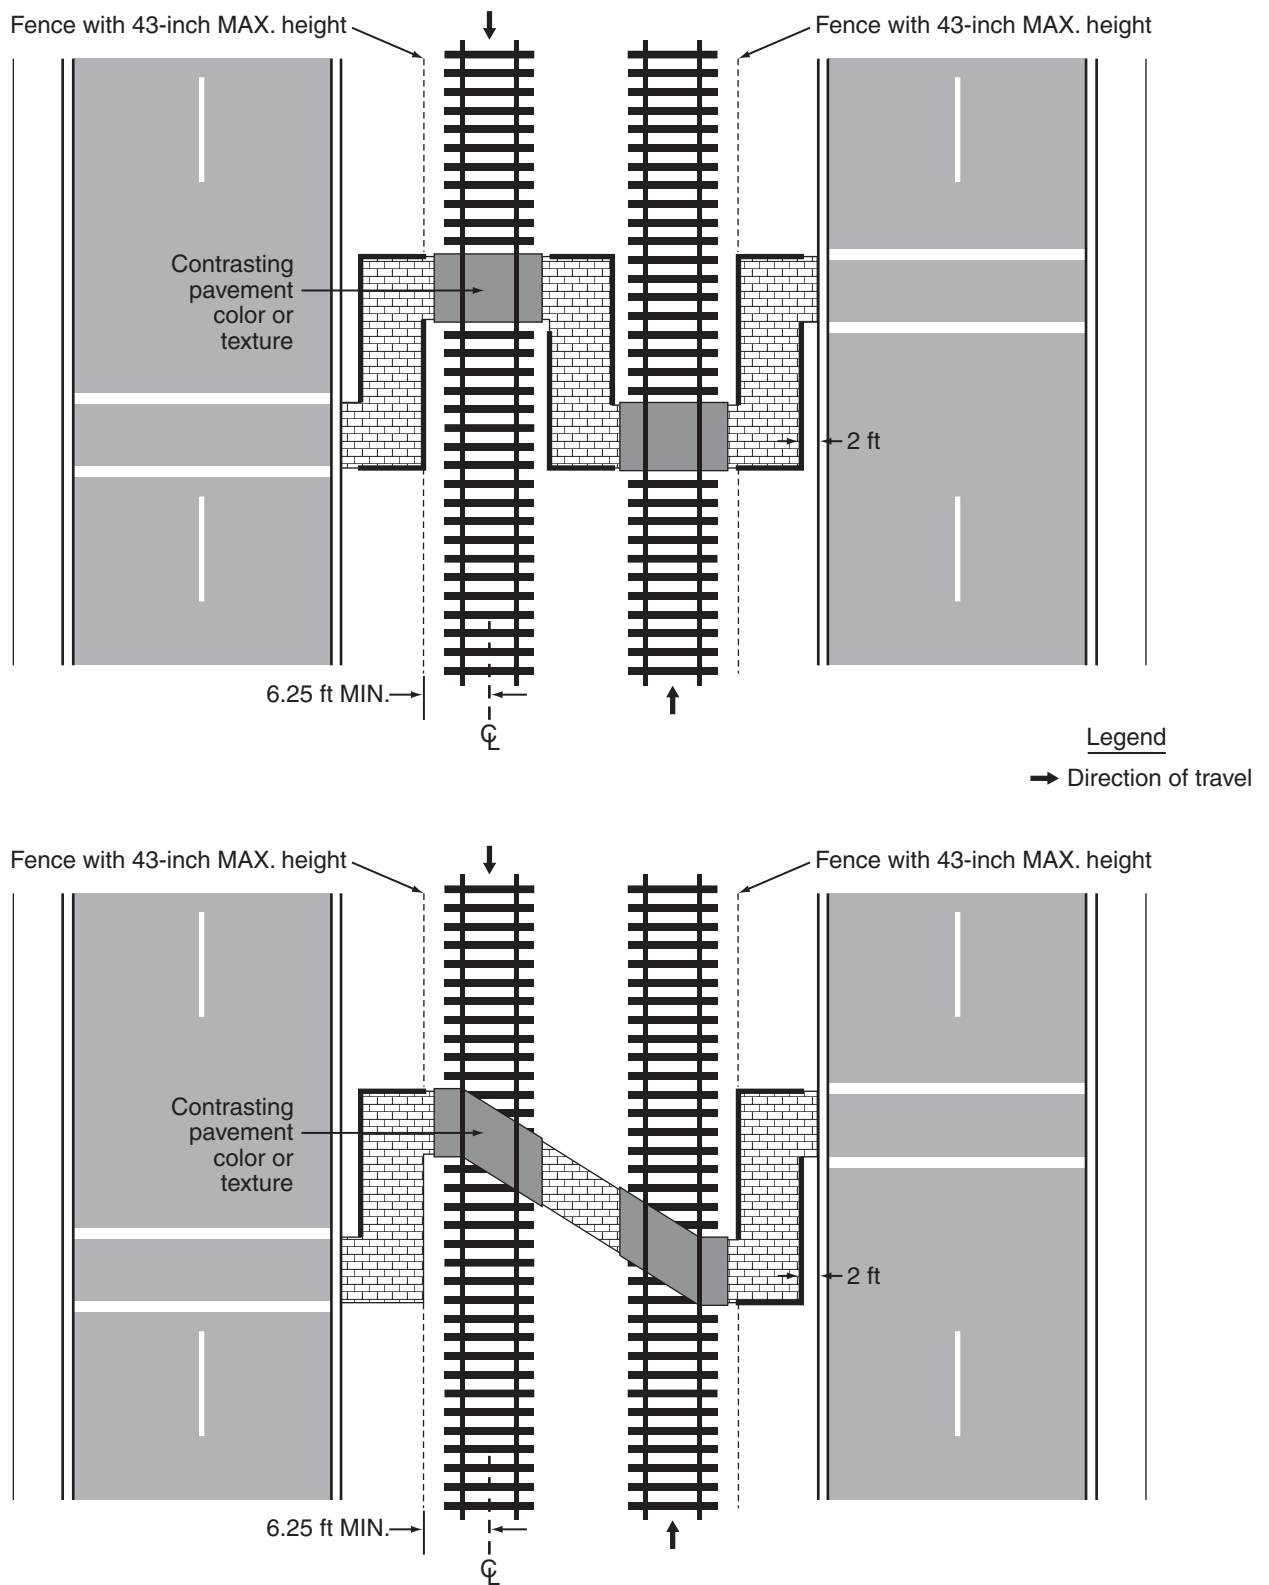 Fence with 43-inch MAX. height
Fence with 43-inch MAX. height
Contrasting
pavement
color or
texture
2 ft
6.25 ft MIN.
℄
Legend
Direction of travel
Fence with 43-inch MAX. height
Fence with 43-inch MAX. height
Contrasting
pavement
color or
texture
2 ft
6.25 ft MIN.
℄